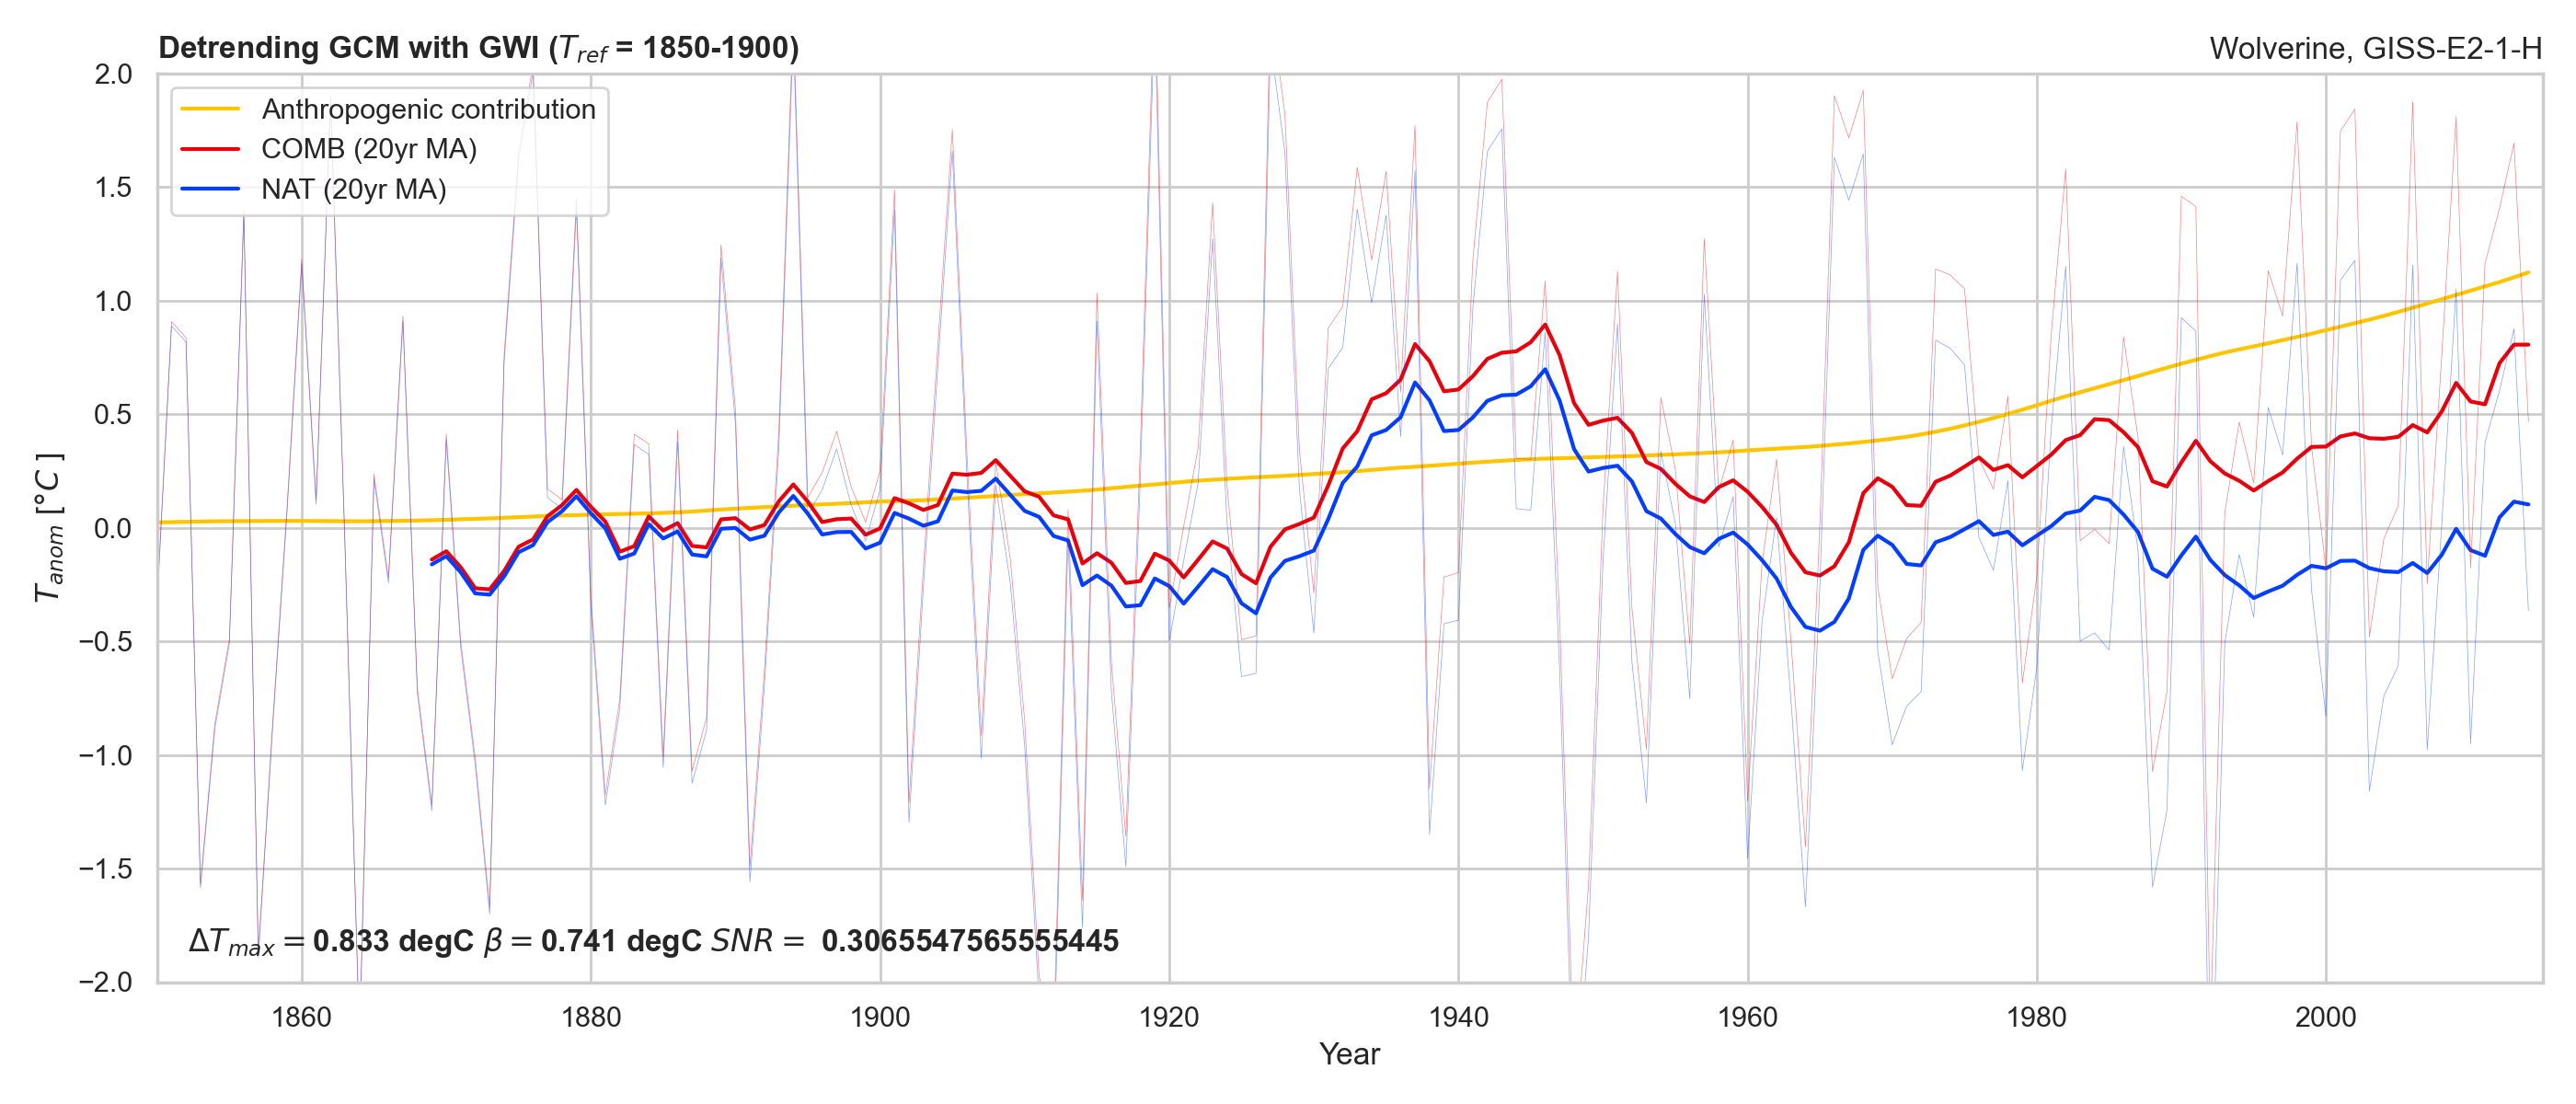 Detrending GCM with GWI (T_ref = 1850-1900)
Wolverine, GISS-E2-1-H
2.0
1.5
1.0
0.5
0.0
−0.5
−1.0
−1.5
−2.0
T_anom [°C ]
Anthropogenic contribution
COMB (20yr MA)
NAT (20yr MA)
ΔT_max = 0.833 degC β = 0.741 degC SNR = 0.3065547565555445
1860 1880 1900 1920 1940 1960 1980 2000
Year